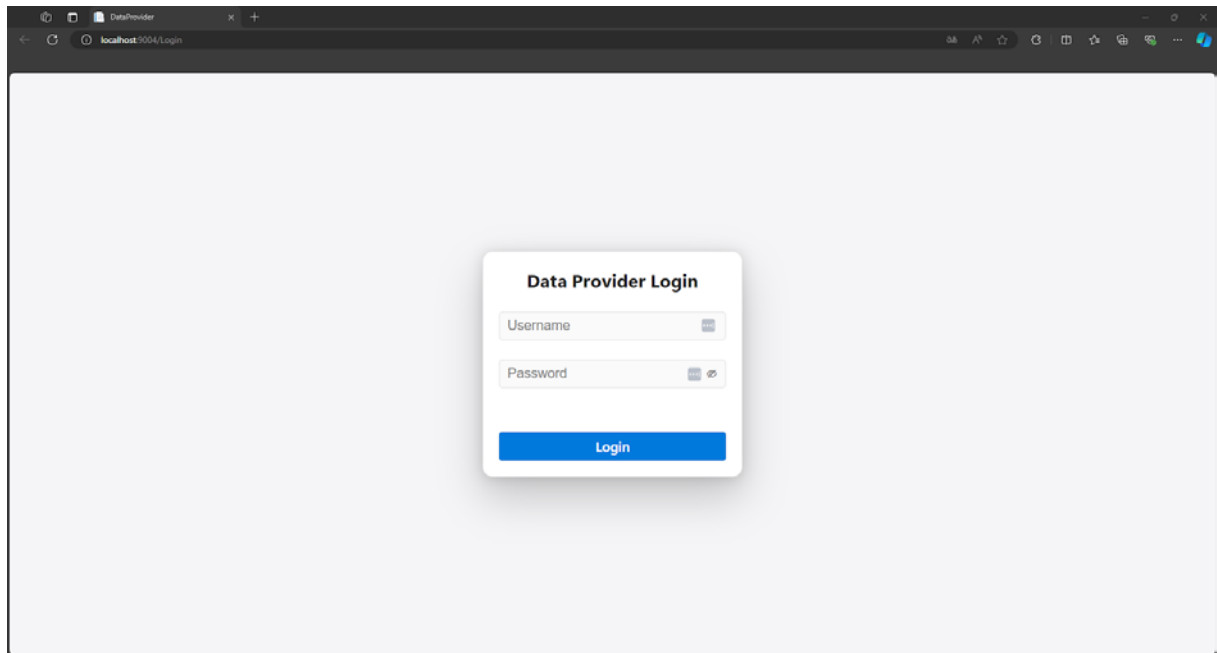 DataProvider
localhost:9004/Login
Data Provider Login
Username
Password
Login